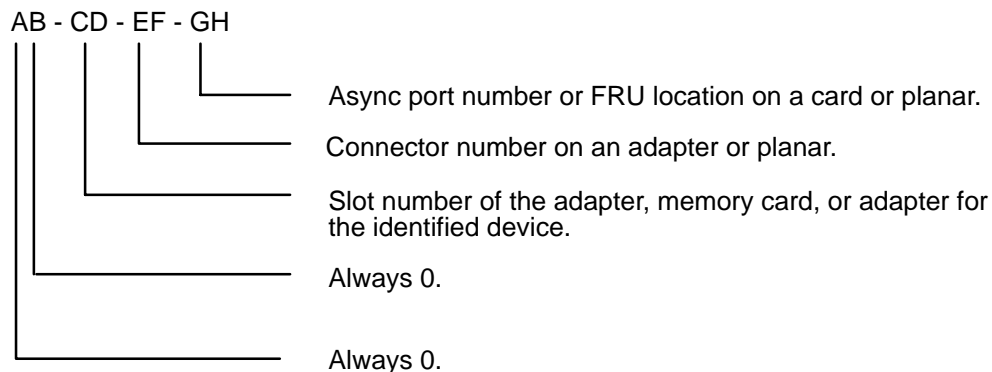 AB - CD - EF - GH
Async port number or FRU location on a card or planar.
Connector number on an adapter or planar.
Slot number of the adapter, memory card, or adapter for
the identified device.
Always 0.
Always 0.